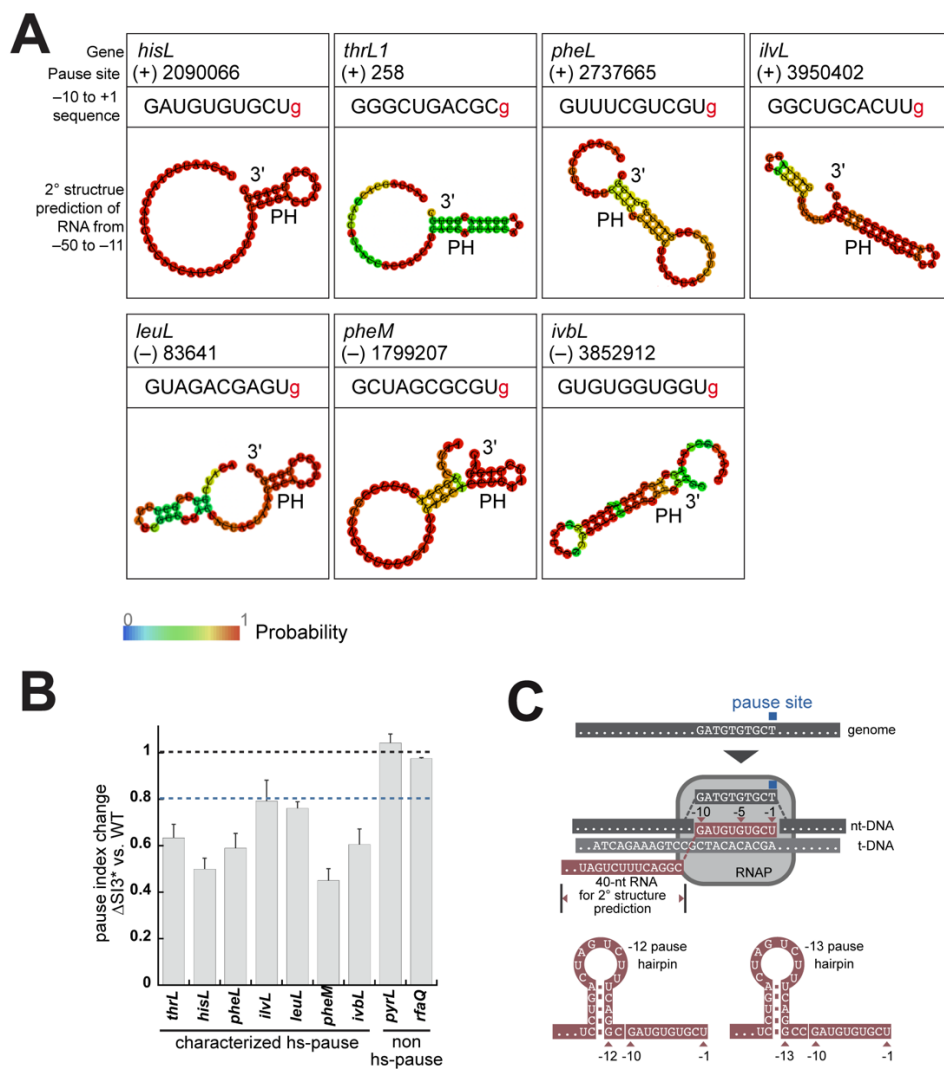 A
Gene
Pause site
–10 to +1
sequence
2° structrue
prediction of
RNA from
–50 to –11
hisL
(+) 2090066
GAUGUGUGCUg
3'
PH
thrL1
(+) 258
GGGCUGACGCg
3'
PH
pheL
(+) 2737665
GUUUCGUCGUg
3'
PH
ilvL
(+) 3950402
GGCUGCACUUg
3'
PH
leuL
(–) 83641
GUAGACGAGUg
3'
PH
pheM
(–) 1799207
GCUAGCGCGUg
3'
PH
ivbL
(–) 3852912
GUGUGGUGGUg
3'
PH
0 1
Probability
B
pause index change
ΔSI3* vs. WT
1
0.8
0.6
0.4
0.2
0
thrL
hisL
pheL
ilvL
leuL
pheM
ivbL
pyrL
rfaQ
characterized hs-pause
non
hs-pause
C
pause site
GATGTGTGCT
genome
GATGTGTGCT
-10 -5 -1
GAUGUGUGCU
nt-DNA
..ATCAGAAAGTCCGCTACACACGA
t-DNA
..UAGUCUUUCAGGC
RNAP
40-nt RNA
for 2° structure
prediction
-12 pause
hairpin
...UCUGACUAGUCUUUCAGGC GAUGUGUGCU
-12 -10 -1
-13 pause
hairpin
...UCCUGACUAGUCUUUCAGCC GAUGUGUGCU
-13 -10 -1